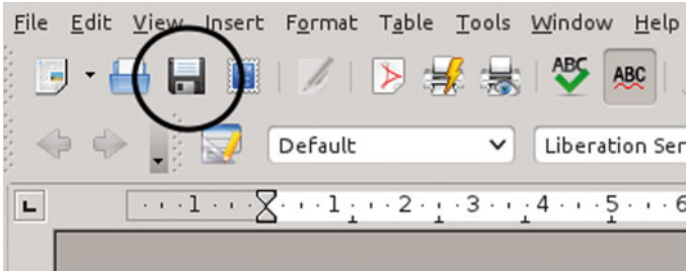 File Edit View Insert Format Table Tools Window Help
ABC ABC
Default Liberation Ser
1 1 2 3 4 5 6